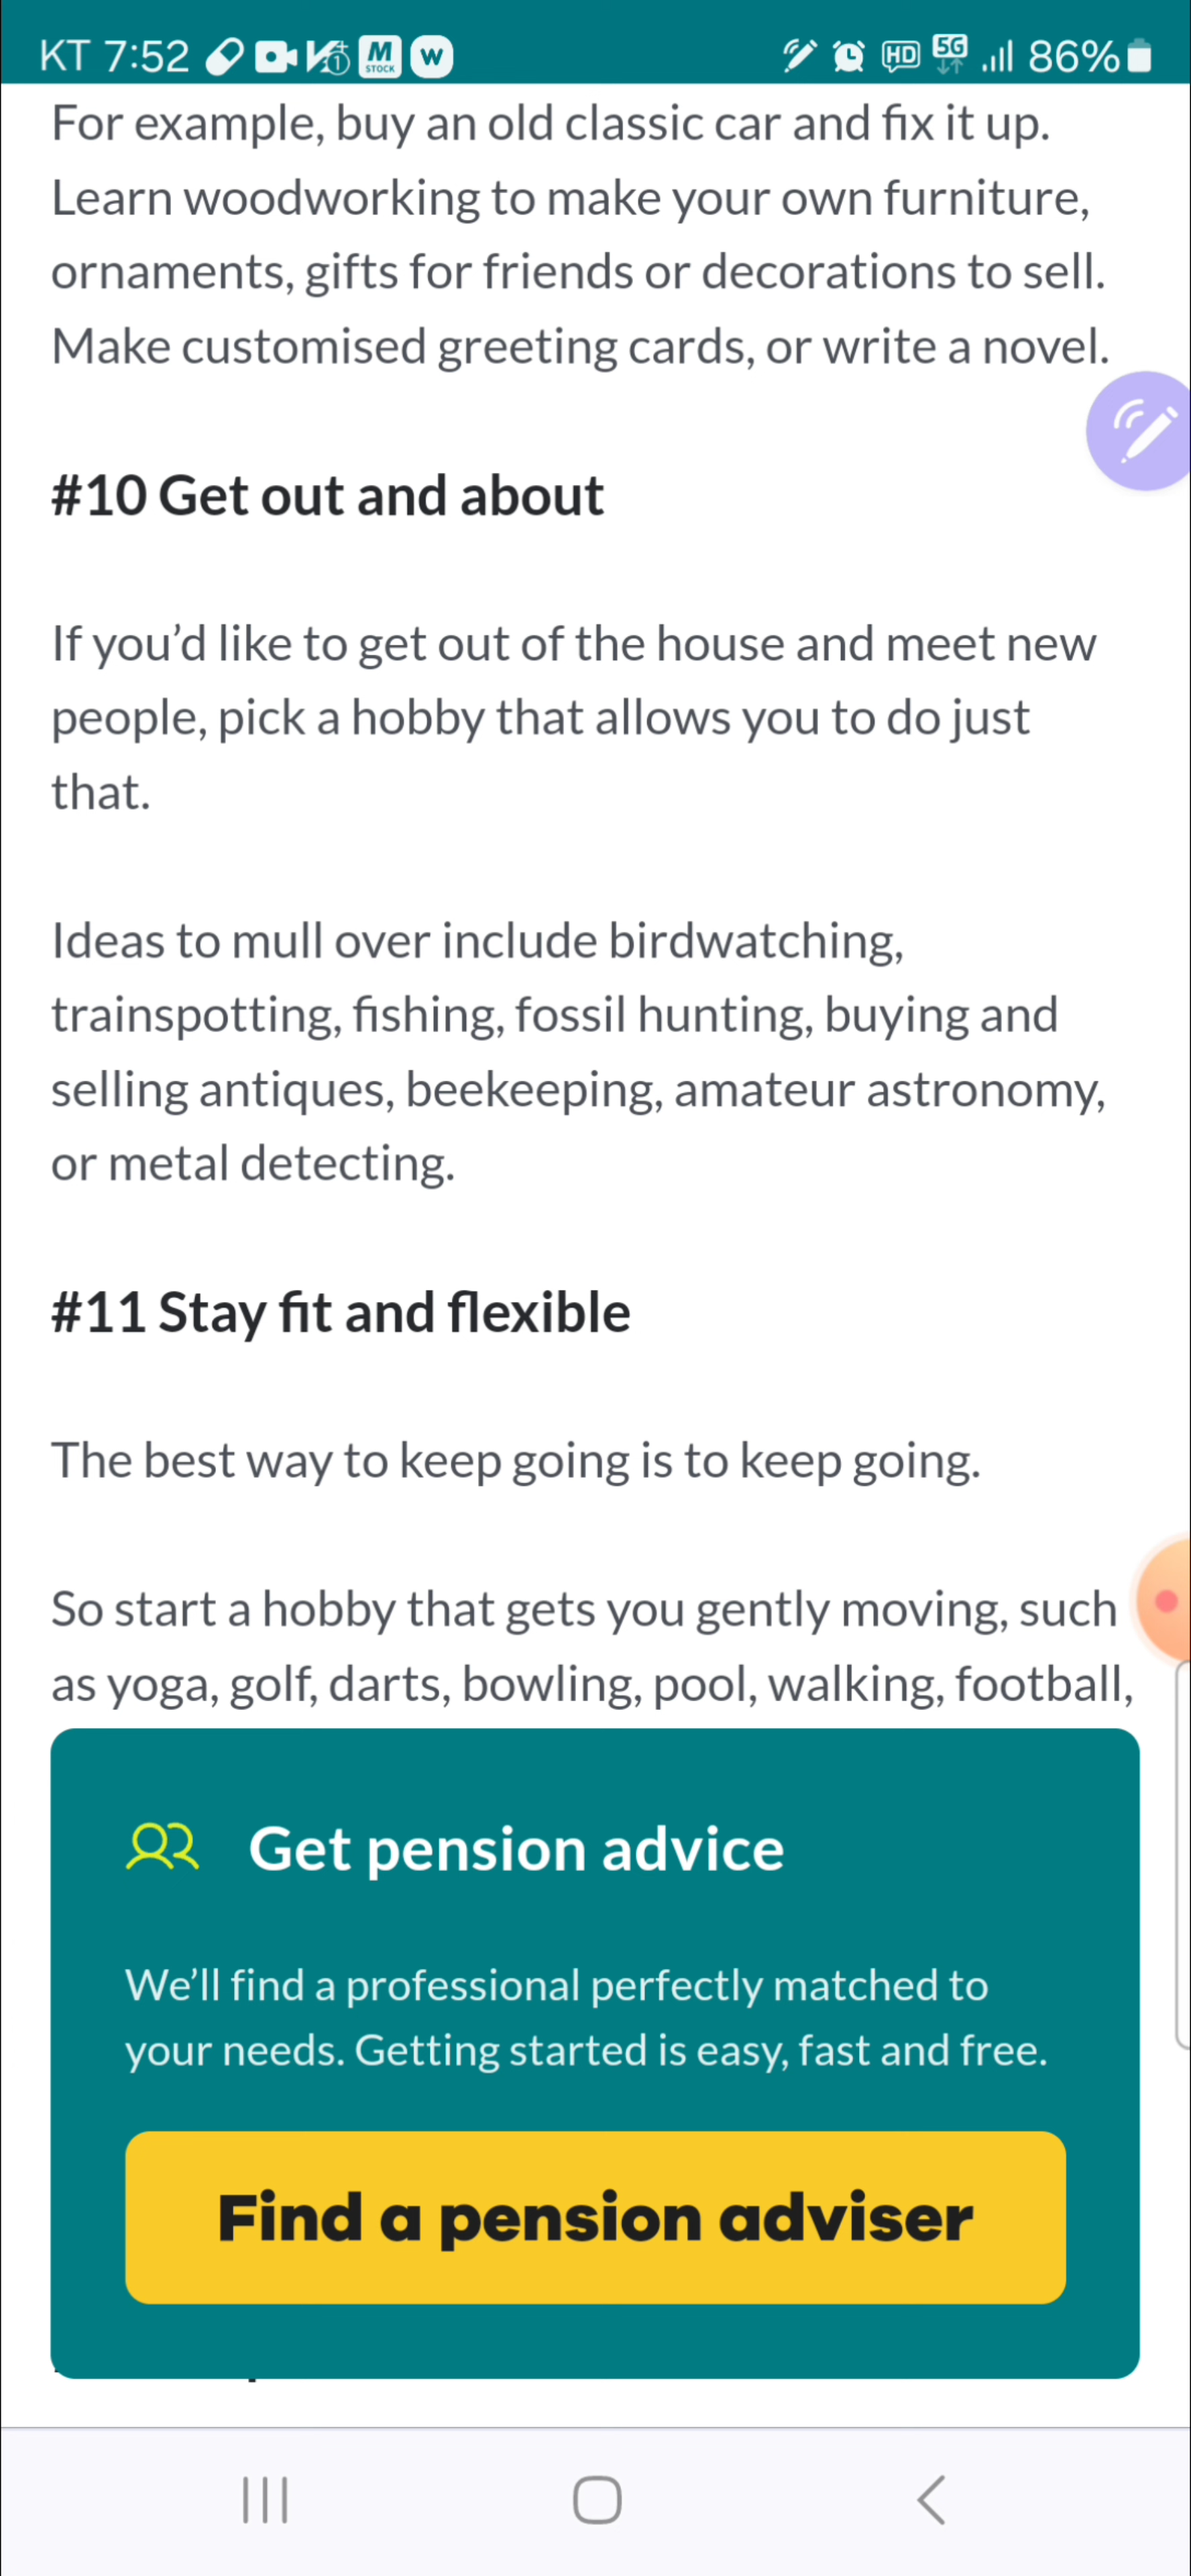 KT 7:52 M STOCK W HD 5G 86%
For example, buy an old classic car and fix it up.
Learn woodworking to make your own furniture,
ornaments, gifts for friends or decorations to sell.
Make customised greeting cards, or write a novel.
#10 Get out and about
If you’d like to get out of the house and meet new
people, pick a hobby that allows you to do just
that.
Ideas to mull over include birdwatching,
trainspotting, fishing, fossil hunting, buying and
selling antiques, beekeeping, amateur astronomy,
or metal detecting.
#11 Stay fit and flexible
The best way to keep going is to keep going.
So start a hobby that gets you gently moving, such
as yoga, golf, darts, bowling, pool, walking, football,
Get pension advice
We’ll find a professional perfectly matched to
your needs. Getting started is easy, fast and free.
Find a pension adviser